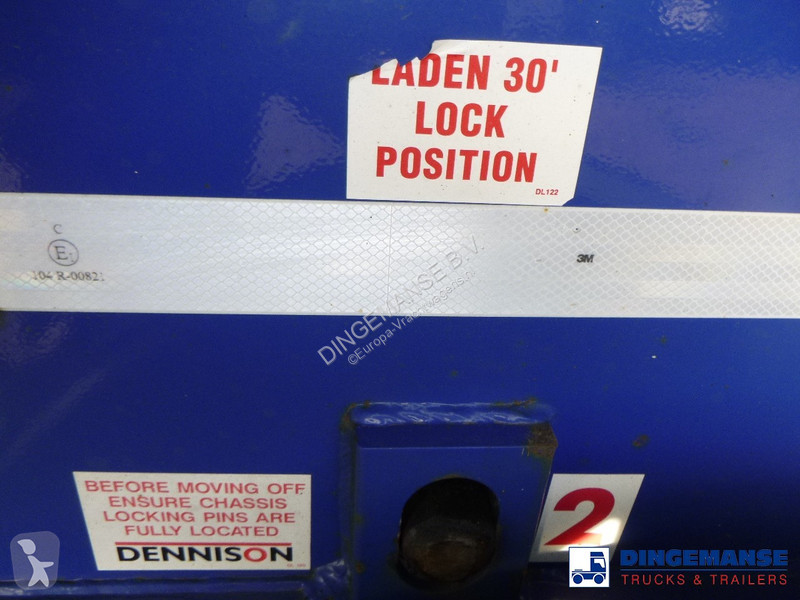 LADEN 30'
LOCK
POSITION
DL122
C
E1
104 R-00821
3M
DINGEMANSE B.V.
©Europa-Vrachtwagens.nl
BEFORE MOVING OFF
ENSURE CHASSIS
LOCKING PINS ARE
FULLY LOCATED
DENNISON
2
DINGEMANSE
TRUCKS & TRAILERS